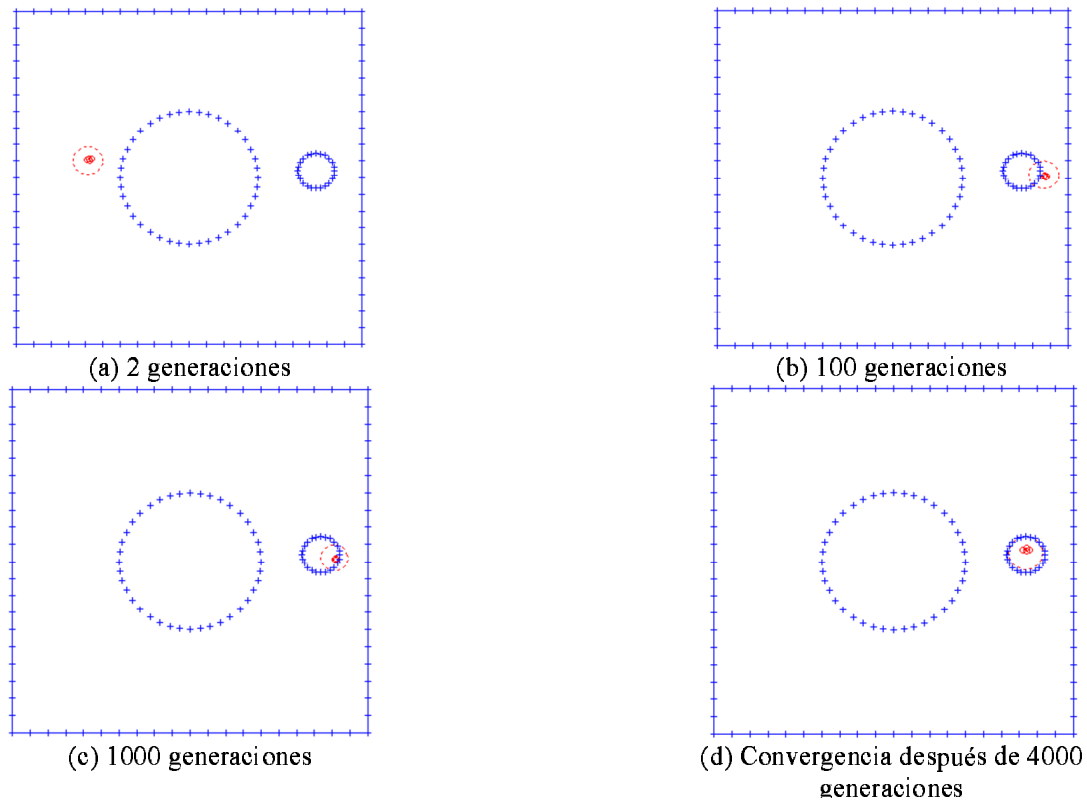 (a) 2 generaciones
(b) 100 generaciones
(c) 1000 generaciones
(d) Convergencia después de 4000
generaciones